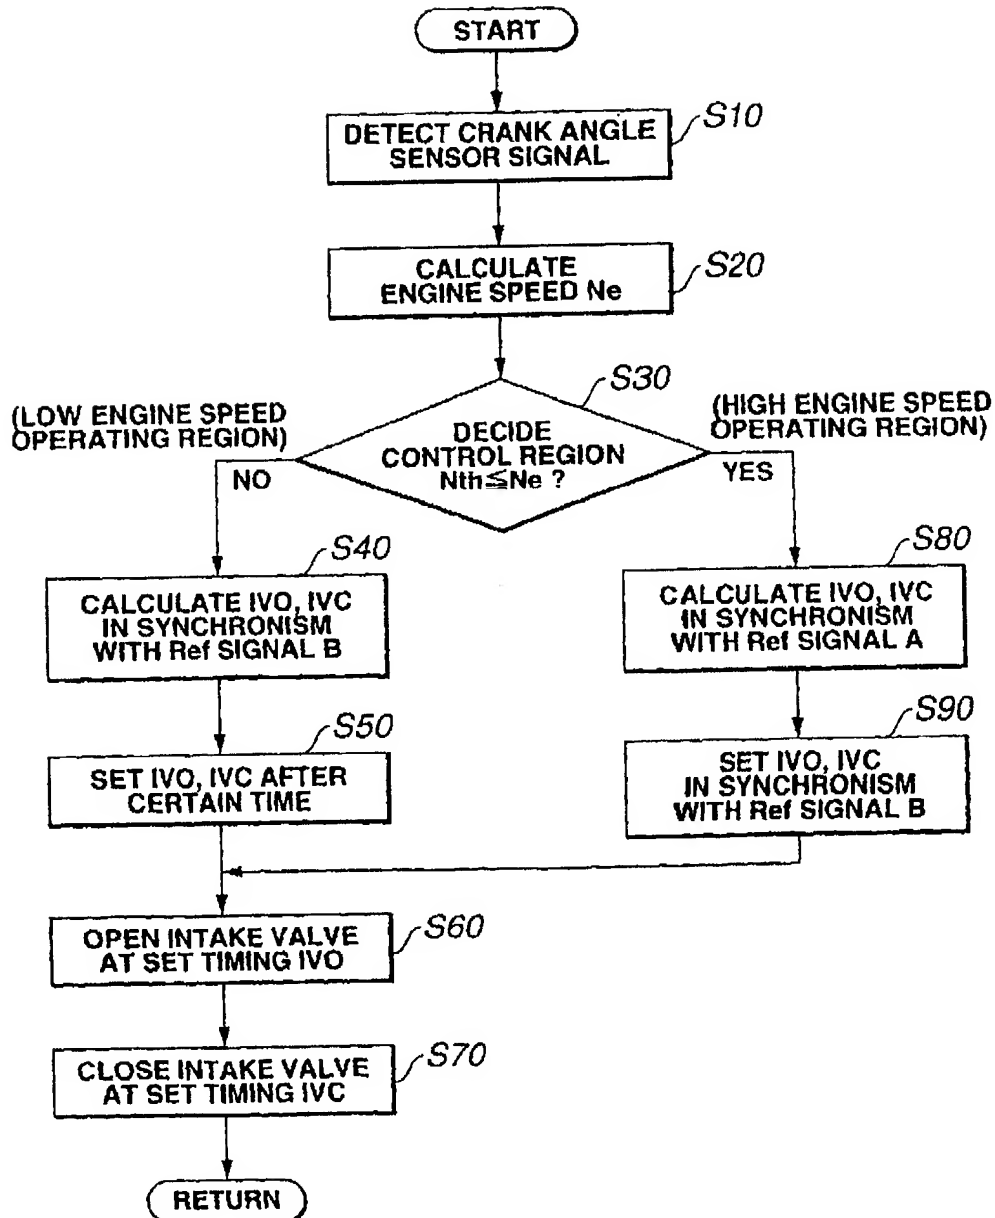 START
DETECT CRANK ANGLE
SENSOR SIGNAL
S10
CALCULATE
ENGINE SPEED Ne
S20
S30
(LOW ENGINE SPEED
OPERATING REGION)
(HIGH ENGINE SPEED
OPERATING REGION)
DECIDE
CONTROL REGION
Nth≦Ne ?
NO
YES
S40
CALCULATE IVO, IVC
IN SYNCHRONISM
WITH Ref SIGNAL B
S80
CALCULATE IVO, IVC
IN SYNCHRONISM
WITH Ref SIGNAL A
S50
SET IVO, IVC AFTER
CERTAIN TIME
S90
SET IVO, IVC
IN SYNCHRONISM
WITH Ref SIGNAL B
OPEN INTAKE VALVE
AT SET TIMING IVO
S60
CLOSE INTAKE VALVE
AT SET TIMING IVC
S70
RETURN